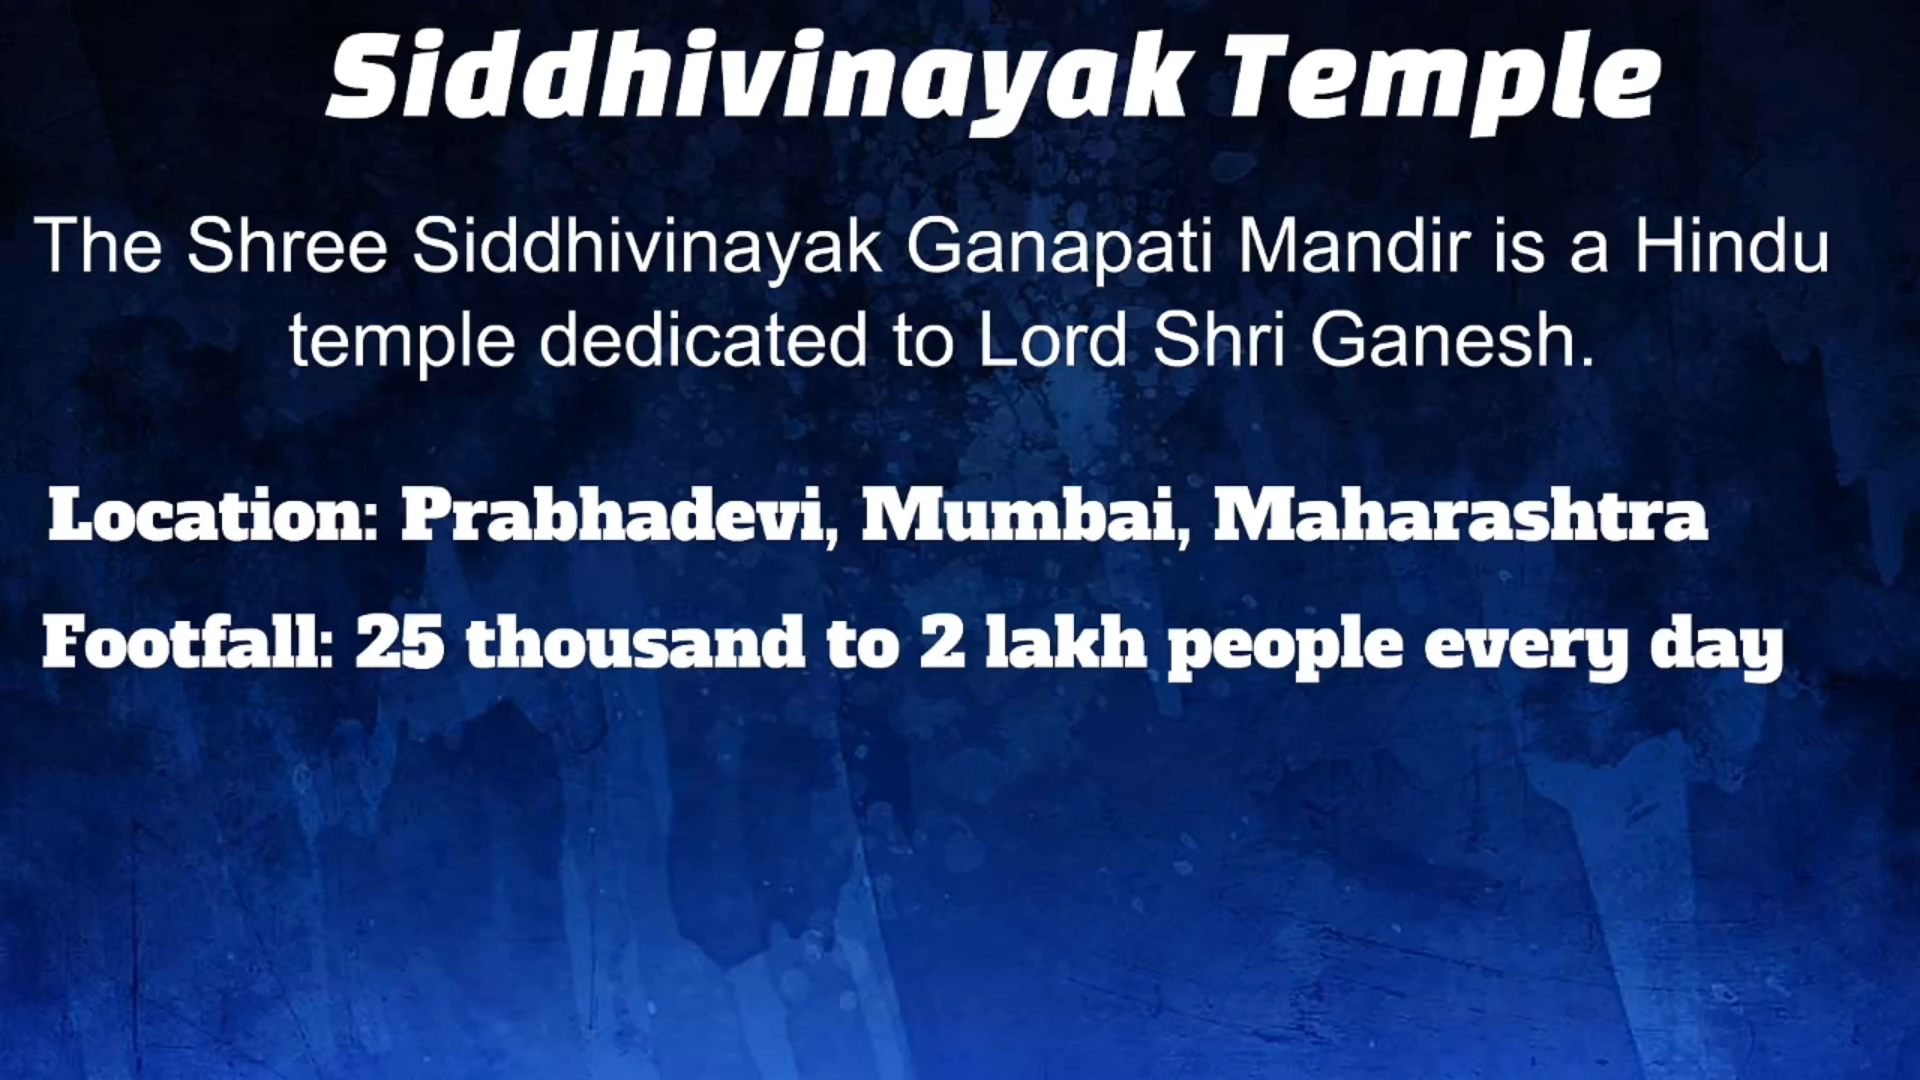 Siddhivinayak Temple
The Shree Siddhivinayak Ganapati Mandir is a Hindu
temple dedicated to Lord Shri Ganesh.
Location: Prabhadevi, Mumbai, Maharashtra
Footfall: 25 thousand to 2 lakh people every day